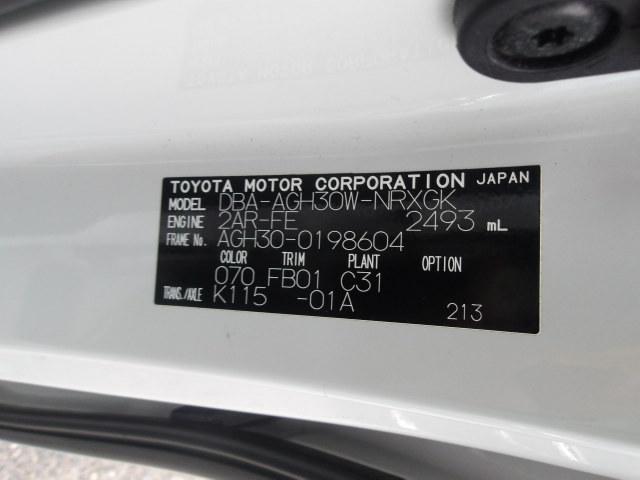 TOYOTA MOTOR CORPORATION JAPAN
MODEL DBA-AGH30W-NRXGK
ENGINE 2AR-FE 2493 mL
FRAME No. AGH30-0198604
COLOR TRIM PLANT OPTION
070 FB01 C31
TRANS./AXLE K115 -01A
213